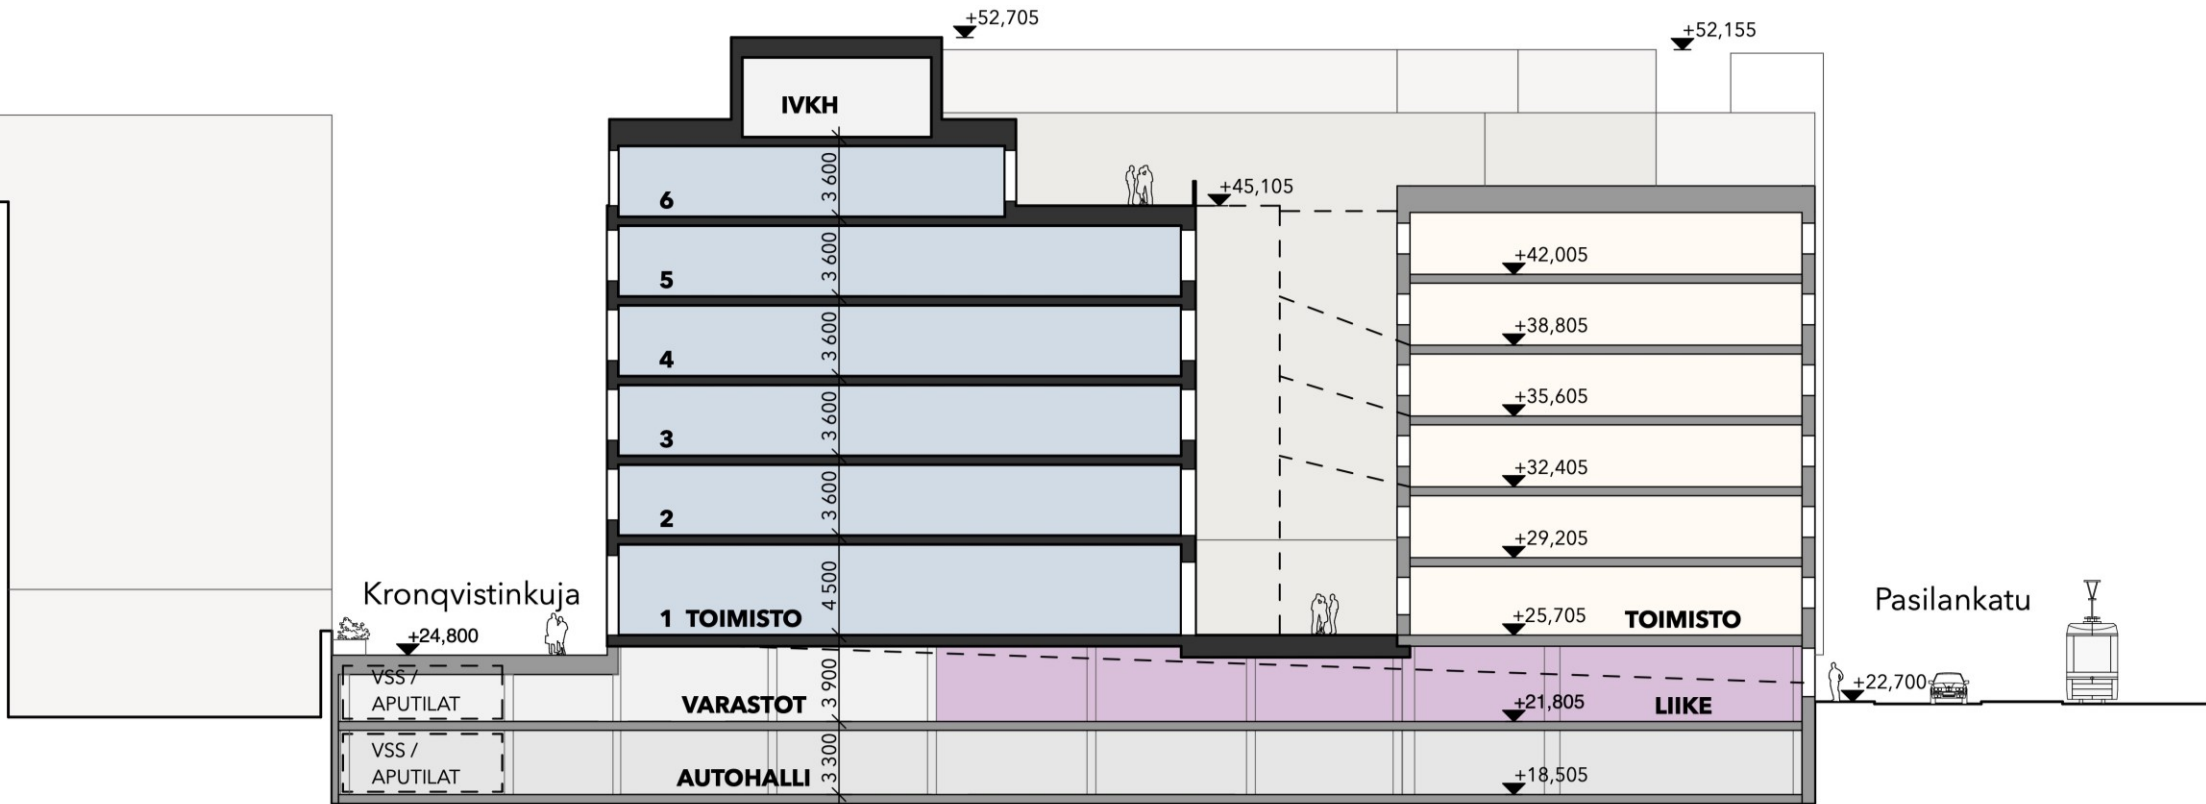 +52,705
+52,155
IVKH
3 600
6
+45,105
3 600
5
+42,005
3 600
4
+38,805
3 600
3
+35,605
3 600
2
+32,405
+29,205
4 500
1 TOIMISTO
+25,705
TOIMISTO
Kronqvistinkuja
+24,800
Pasilankatu
+22,700
VSS /
APUTILAT
VARASTOT
3 900
+21,805
LIIKE
VSS /
APUTILAT
AUTOHALLI
3 300
+18,505